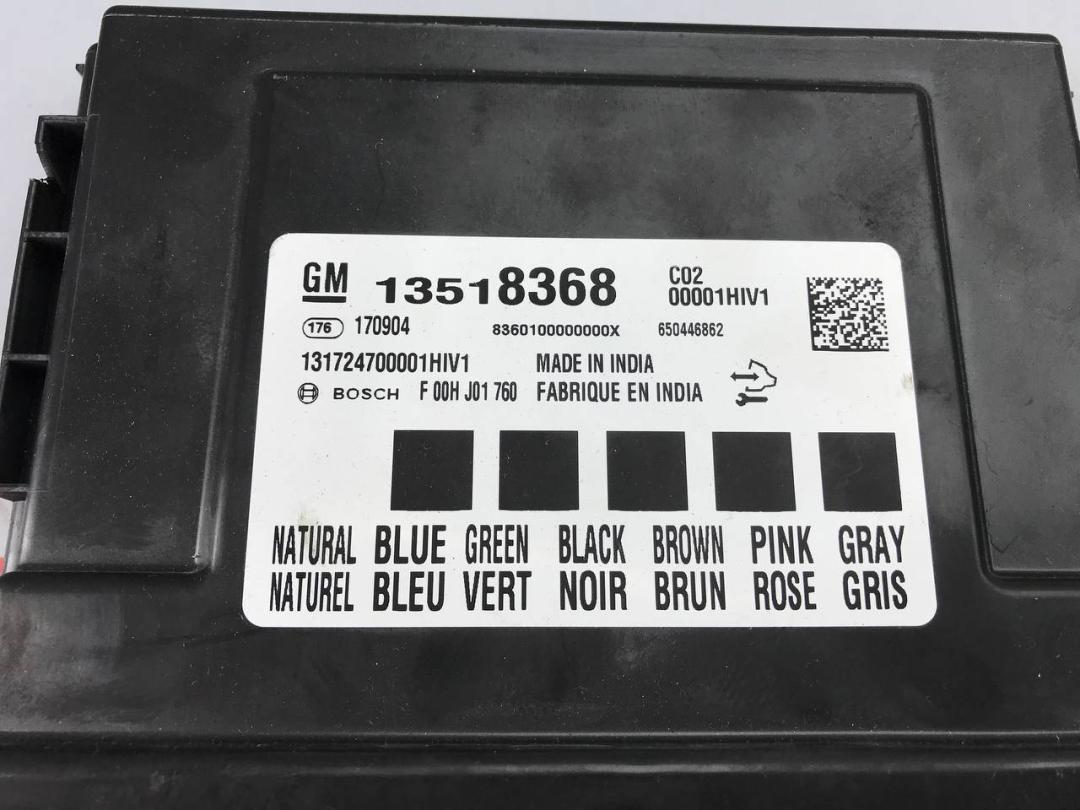 GM 13518368 C02
00001HIV1
176 170904 8360100000000X 650446862
131724700001HIV1 MADE IN INDIA
BOSCH F 00H J01 760 FABRIQUE EN INDIA
NATURAL BLUE GREEN BLACK BROWN PINK GRAY
NATUREL BLEU VERT NOIR BRUN ROSE GRIS